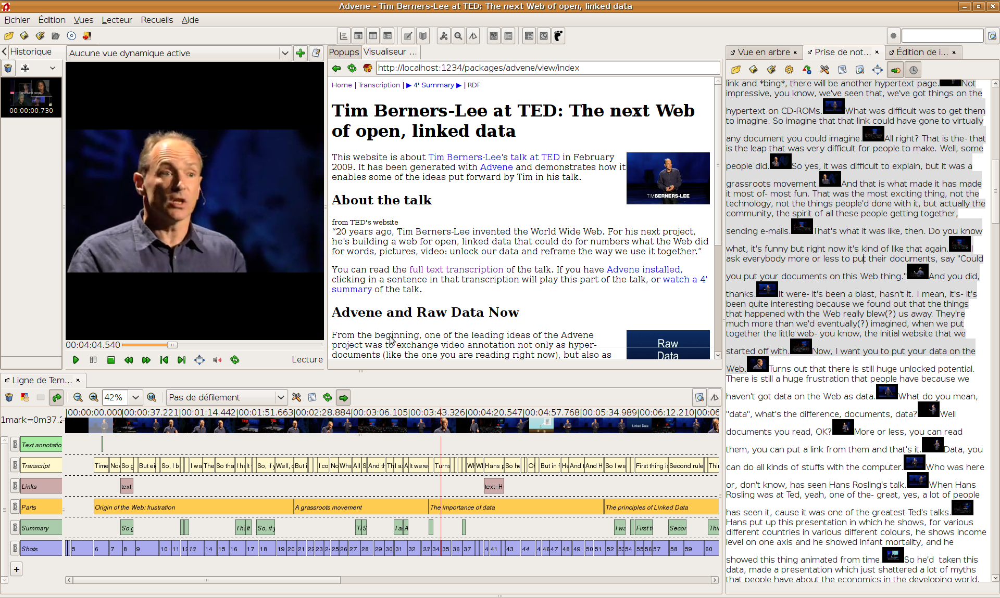 Advene - Tim Berners-Lee at TED: The next Web of open, linked data
Fichier Édition Vues Lecteur Recueils Aide
Historique
00:00:00.730
Aucune vue dynamique active
00:04:04.540
Lecture
Popups Visualiseur ...
http://localhost:1234/packages/advene/view/index
Home | Transcription | ▶ 4' Summary ▶ | RDF
Tim Berners-Lee at TED: The next Web
of open, linked data
This website is about Tim Berners-Lee's talk at TED in February
2009. It has been generated with Advene and demonstrates how it
enables some of the ideas put forward by Tim in his talk.
TIMBERNERS-LEE
About the talk
from TED's website
“20 years ago, Tim Berners-Lee invented the World Wide Web. For his next project,
he's building a web for open, linked data that could do for numbers what the Web did
for words, pictures, video: unlock our data and reframe the way we use it together.”
You can read the full text transcription of the talk. If you have Advene installed,
clicking in a sentence in that transcription will play this part of the talk, or watch a 4'
summary of the talk.
Advene and Raw Data Now
From the beginning, one of the leading ideas of the Advene
project was to exchange video annotation not only as hyper-
documents (like the one you are reading right now), but also as
Raw
Data
Vue en arbre Prise de not... Édition de i...
link and *bing*, there will be another hypertext page. Not
impressive, you know, we've seen that, we've got things on the
hypertext on CD-ROMs. What was difficult was to get them
to imagine. So imagine that that link could have gone to virtually
any document you could imagine. All right? That is the- that
is the leap that was very difficult for people to make. Well, some
people did. So yes, it was difficult to explain, but it was a
grassroots movement. And that is what made it has made
it most of- most fun. That was the most exciting thing, not the
technology, not the things people'd done with it, but actually the
community, the spirit of all these people getting together,
sending e-mails. That's what it was like, then. Do you know
what, it's funny but right now it's kind of like that again. I
ask everybody more or less to put their documents, say "Could
you put your documents on this Web thing." And you did,
thanks. It were- it's been a blast, hasn't it. I mean, it's- it's
been quite interesting because we found out that the things
that happened with the Web really blew(?) us away. They're
much more than we'd eventually(?) imagined, when we put
together the little web- you know, the initial website that we
started off with. Now, I want you to put your data on the
Web. Turns out that there is still huge unlocked potential.
There is still a huge frustration that people have because we
haven't got data on the Web as data. What do you mean,
"data", what's the difference, documents, data? Well
documents you read, OK? More or less, you can read
them, you can put a link from them and that's it. Data, you
can do all kinds of stuffs with the computer. Who was here
or, don't know, has seen Hans Rosling's talk. When Hans
Rosling was at Ted, yeah, one of the- great, yes, a lot of people
has seen it, cause it was one of the greatest Ted's talks.
Hans put up this presentation in which he shows, for various
different countries in various different colours, he shows income
level on one axis and he showed infant mortality, and he
showed this thing animated from time. So he'd taken this
data, made a presentation which just shattered a lot of myths
that people have about the economics in the developing world.
Ligne de Tem...
42% Pas de défilement
1mark=0m37.2
|00:00:00.000 |00:00:37.221 |00:01:14.442 |00:01:51.663 |00:02:28.884 |00:03:06.105 |00:03:43.326 |00:04:20.547 |00:04:57.768 |00:05:34.989 |00:06:12.210 |00:06
Linked Data
Text annotatio
Transcript Time Nov So g But ei So, I b I wa The So tha I ha It So, if y Well, c But i I co No Wha All S And th Th I a A It were Turns Wh Wh Hans p So he Ol But in f He And t And H So I wa First thing i Second rule Thi
Links text= text=H
Parts Origin of the Web: frustration A grassroots movement The importance of data The principles of Linked Data
Summary So g I ha It So, if y T S I a A I wa First t Secor Thi
Shots 5 6 7 8 9 10 11 12 13 14 15 16 17 18 19 20 21 22 23 24 25 26 27 28 29 30 31 32 33 34 35 36 37 4 41 43 44 4 46 47 48 49 50 51 52 53 54 55 56 57 58 59 60